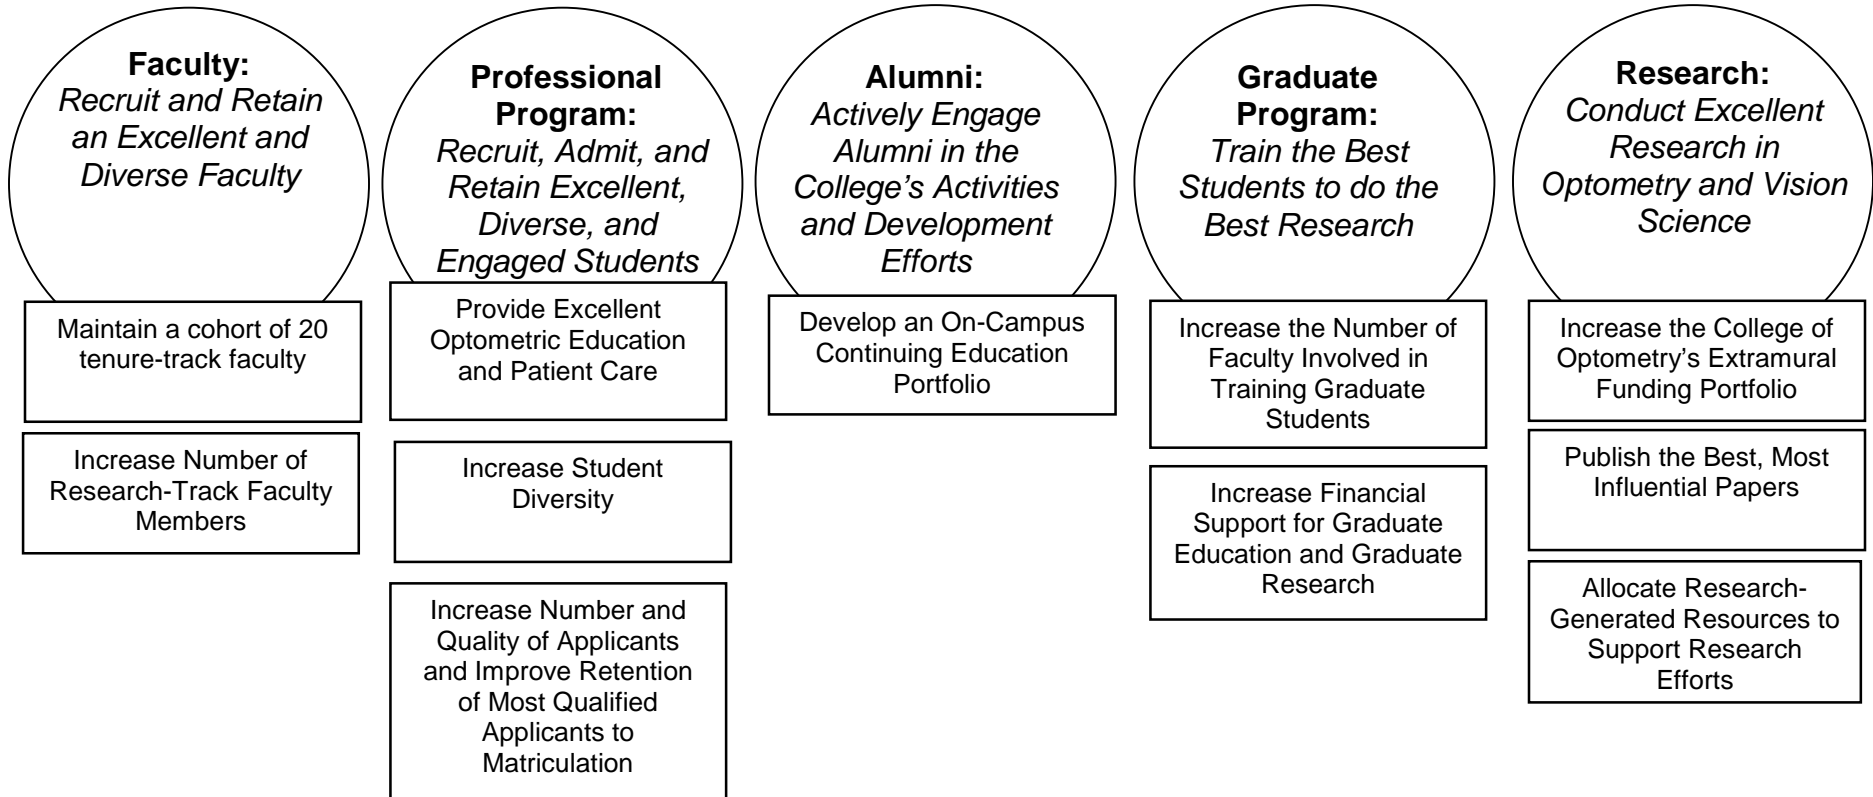 Faculty:
Recruit and Retain
an Excellent and
Diverse Faculty
Maintain a cohort of 20
tenure-track faculty
Increase Number of
Research-Track Faculty
Members
Professional
Program:
Recruit, Admit, and
Retain Excellent,
Diverse, and
Engaged Students
Provide Excellent
Optometric Education
and Patient Care
Increase Student
Diversity
Increase Number and
Quality of Applicants
and Improve Retention
of Most Qualified
Applicants to
Matriculation
Alumni:
Actively Engage
Alumni in the
College’s Activities
and Development
Efforts
Develop an On-Campus
Continuing Education
Portfolio
Graduate
Program:
Train the Best
Students to do the
Best Research
Increase the Number of
Faculty Involved in
Training Graduate
Students
Increase Financial
Support for Graduate
Education and Graduate
Research
Research:
Conduct Excellent
Research in
Optometry and Vision
Science
Increase the College of
Optometry’s Extramural
Funding Portfolio
Publish the Best, Most
Influential Papers
Allocate Research-
Generated Resources to
Support Research
Efforts